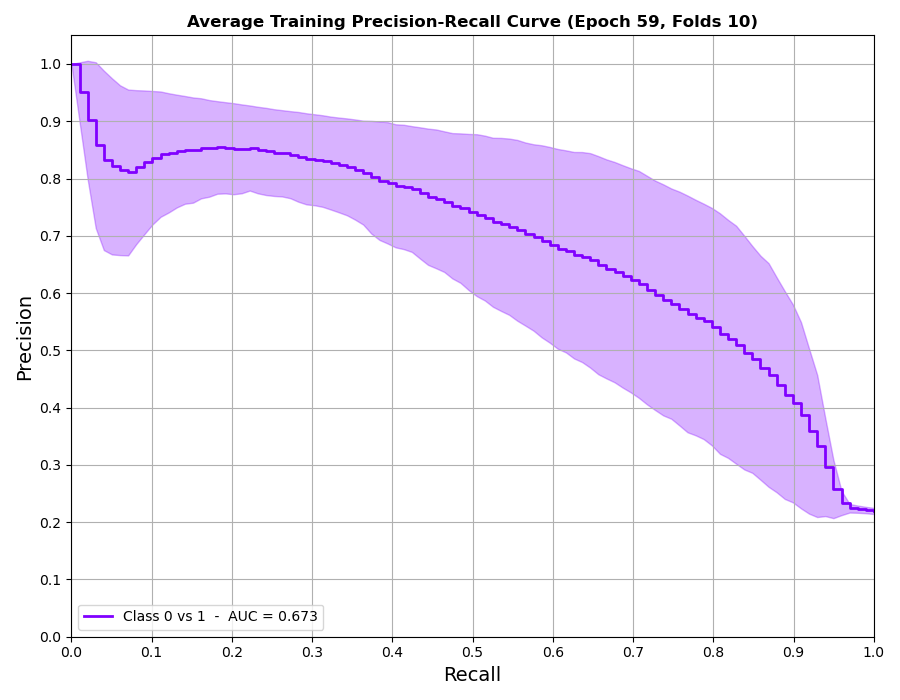 Average Training Precision-Recall Curve (Epoch 59, Folds 10)
1.0
0.9
0.8
0.7
0.6
0.5
0.4
0.3
0.2
0.1
0.0
Precision
Class 0 vs 1 - AUC = 0.673
0.0 0.1 0.2 0.3 0.4 0.5 0.6 0.7 0.8 0.9 1.0
Recall